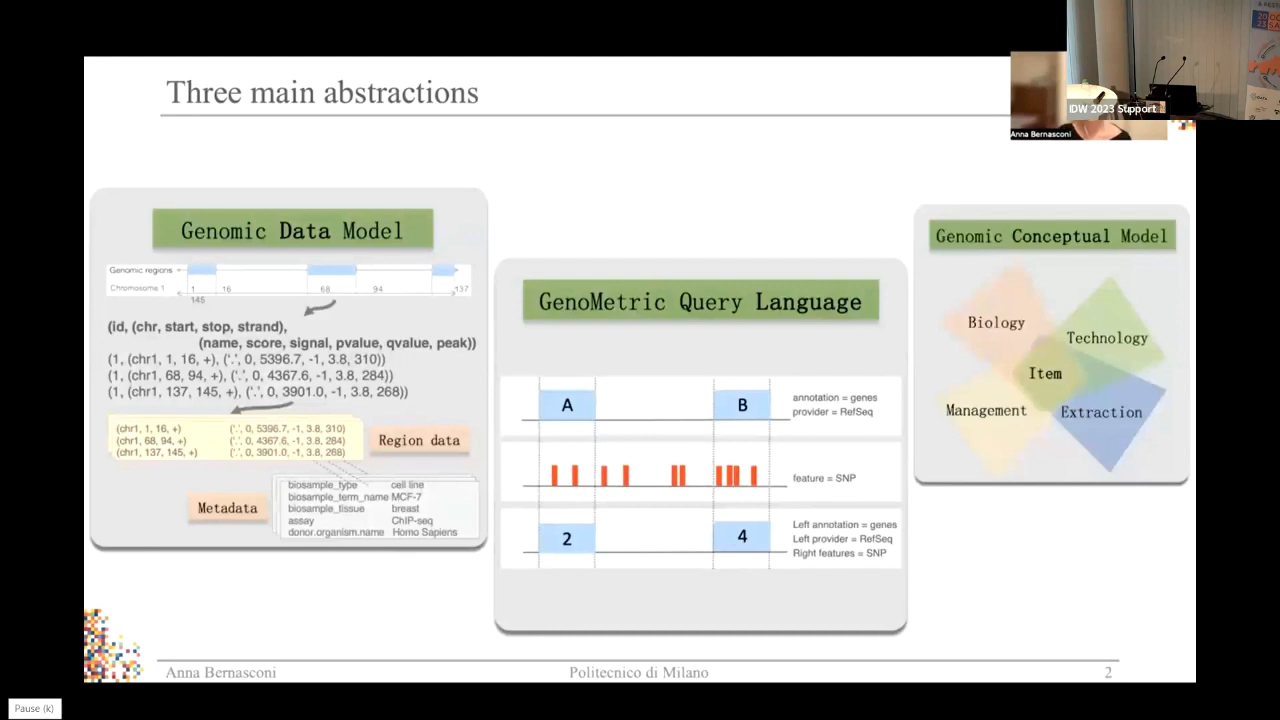 Three main abstractions
IDW 2023 Support
Anna Bernasconi
Genomic Data Model
Genomic regions
Chromosome 1
1 16 68 94 137
145
(id, (chr, start, stop, strand),
(name, score, signal, pvalue, qvalue, peak))
(1, (chr1, 1, 16, +), ('.', 0, 5396.7, -1, 3.8, 310))
(1, (chr1, 68, 94, +), ('.', 0, 4367.6, -1, 3.8, 284))
(1, (chr1, 137, 145, +), ('.', 0, 3901.0, -1, 3.8, 268))
(chr1, 1, 16, +) ('.', 0, 5396.7, -1, 3.8, 310)
(chr1, 68, 94, +) ('.', 0, 4367.6, -1, 3.8, 284)
(chr1, 137, 145, +) ('.', 0, 3901.0, -1, 3.8, 268)
Region data
Metadata
biosample_type cell line
biosample_term_name MCF-7
biosample_tissue breast
assay ChIP-seq
donor.organism.name Homo Sapiens
GenoMetric Query Language
A B
annotation = genes
provider = RefSeq
feature = SNP
2 4
Left annotation = genes
Left provider = RefSeq
Right features = SNP
Genomic Conceptual Model
Biology
Technology
Item
Management
Extraction
Anna Bernasconi
Politecnico di Milano
2
Pause (k)